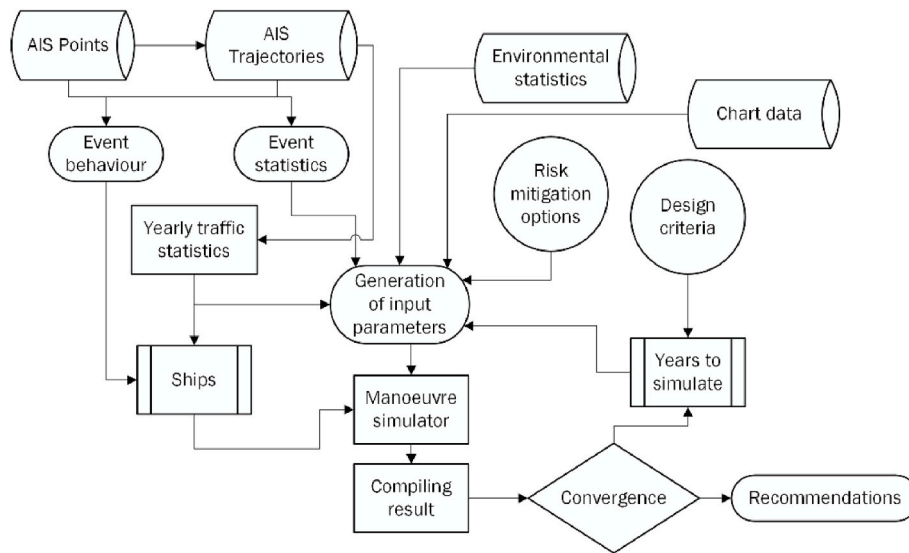 AIS Points
AIS
Trajectories
Environmental
statistics
Chart data
Event
behaviour
Event
statistics
Risk
mitigation
options
Design
criteria
Yearly traffic
statistics
Generation
of input
parameters
Ships
Years to
simulate
Manoeuvre
simulator
Compiling
result
Convergence
Recommendations